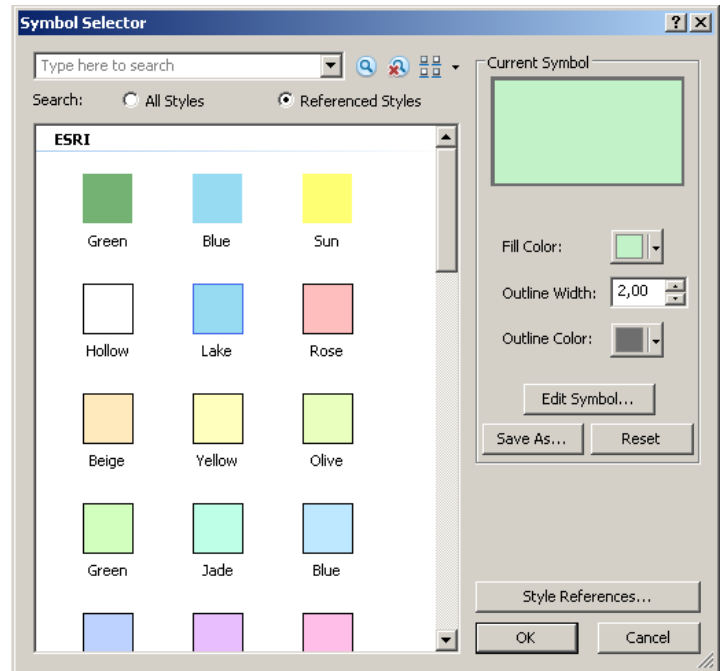 Symbol Selector
Type here to search
Search: All Styles Referenced Styles
ESRI
Green Blue Sun
Hollow Lake Rose
Beige Yellow Olive
Green Jade Blue
Current Symbol
Fill Color:
Outline Width: 2,00
Outline Color:
Edit Symbol...
Save As... Reset
Style References...
OK Cancel